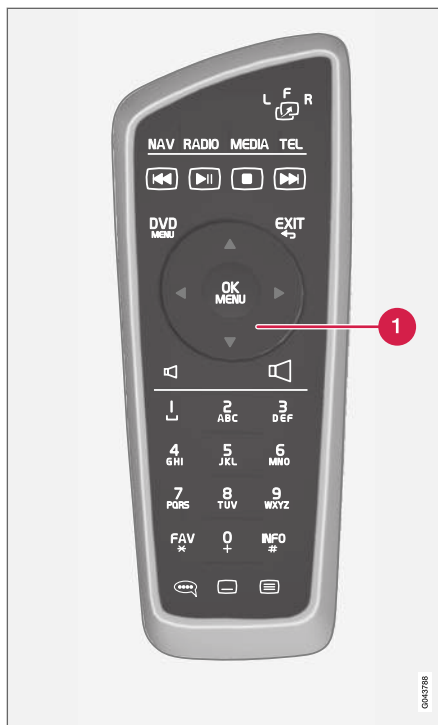 L F R
NAV RADIO MEDIA TEL
DVD MENU
EXIT
OK MENU
1
1 2 ABC 3 DEF
4 GHI 5 JKL 6 MNO
7 PQRS 8 TUV 9 WXYZ
FAV * 0 + INFO #
G043788